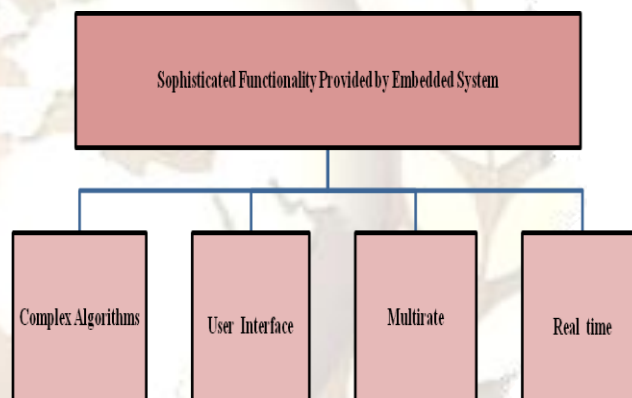 Sophisticated Functionality Provided by Embedded System
Complex Algorithms
User Interface
Multirate
Real time